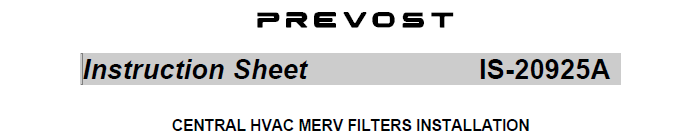 PREVOST
Instruction Sheet IS-20925A
CENTRAL HVAC MERV FILTERS INSTALLATION